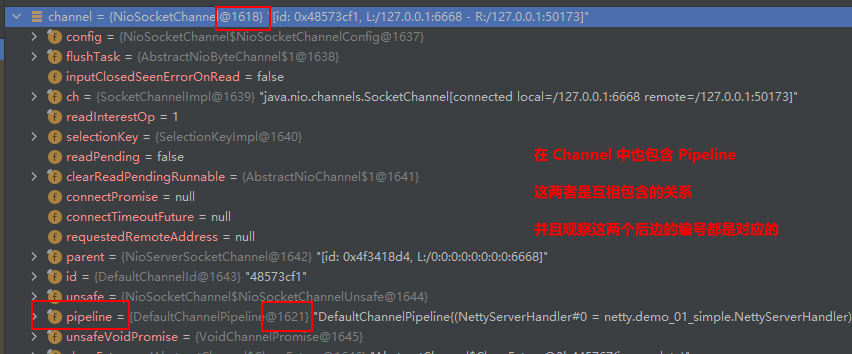 channel = {NioSocketChannel@1618} "[id: 0x48573cf1, L:/127.0.0.1:6668 - R:/127.0.0.1:50173]"
config = {NioSocketChannel$NioSocketChannelConfig@1637}
flushTask = {AbstractNioByteChannel$1@1638}
inputClosedSeenErrorOnRead = false
ch = {SocketChannelImpl@1639} "java.nio.channels.SocketChannel[connected local=/127.0.0.1:6668 remote=/127.0.0.1:50173]"
readInterestOp = 1
selectionKey = {SelectionKeyImpl@1640}
readPending = false
在 Channel 中也包含 Pipeline
clearReadPendingRunnable = {AbstractNioChannel$1@1641}
connectPromise = null
这两者是互相包含的关系
connectTimeoutFuture = null
requestedRemoteAddress = null
并且观察这两个后边的编号都是对应的
parent = {NioServerSocketChannel@1642} "[id: 0x4f3418d4, L:/0:0:0:0:0:0:0:0:6668]"
id = {DefaultChannelId@1643} "48573cf1"
unsafe = {NioSocketChannel$NioSocketChannelUnsafe@1644}
pipeline = {DefaultChannelPipeline@1621} "DefaultChannelPipeline{(NettyServerHandler#0 = netty.demo_01_simple.NettyServerHandler)
unsafeVoidPromise = {VoidChannelPromise@1645}